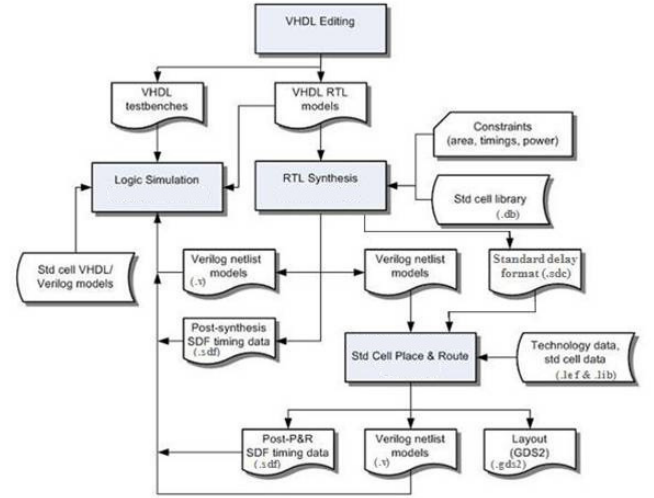 VHDL Editing
VHDL
testbenches
VHDL RTL
models
Constraints
(area, timings, power)
Logic Simulation
RTL Synthesis
Std cell library
(.db)
Std cell VHDL/
Verilog models
Verilog netlist
models
(.v)
Verilog netlist
models
Standard delay
format (.sdc)
Post-synthesis
SDF timing data
(.sdf)
Std Cell Place & Route
Technology data,
std cell data
(.lef & .lib)
Post-P&R
SDF timing data
(.sdf)
Verilog netlist
models
(.v)
Layout
(GDS2)
(.gds2)